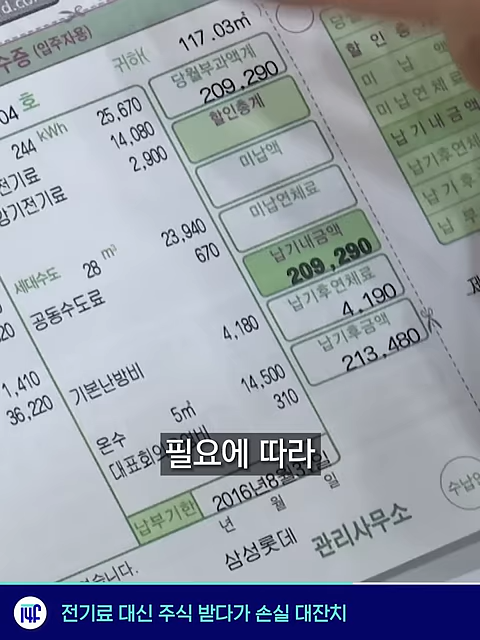 d.co
수증 (입주자용)
귀하(
117.03㎡
04 호
244 kWh
25,670
전기료
14,080
2,900
세대수도
28 ㎥
23,940
공동수도료
670
20
1,410
36,220
기본난방비
4,180
온수
5㎥
14,500
310
당월부과액계
209,290
할인총계
미납액
미납연체료
납기내금액
209,290
납기후연체료
4,190
납기후금액
213,480
할 인 총
미 납
미납연체료
납기내금액
납기후연체
납기후
납부
납부기한
2016년8월31일
년 월 일
삼성롯데 관리사무소
수납인
습니다.
필요에 따라
14F
전기료 대신 주식 받다가 손실 대잔치